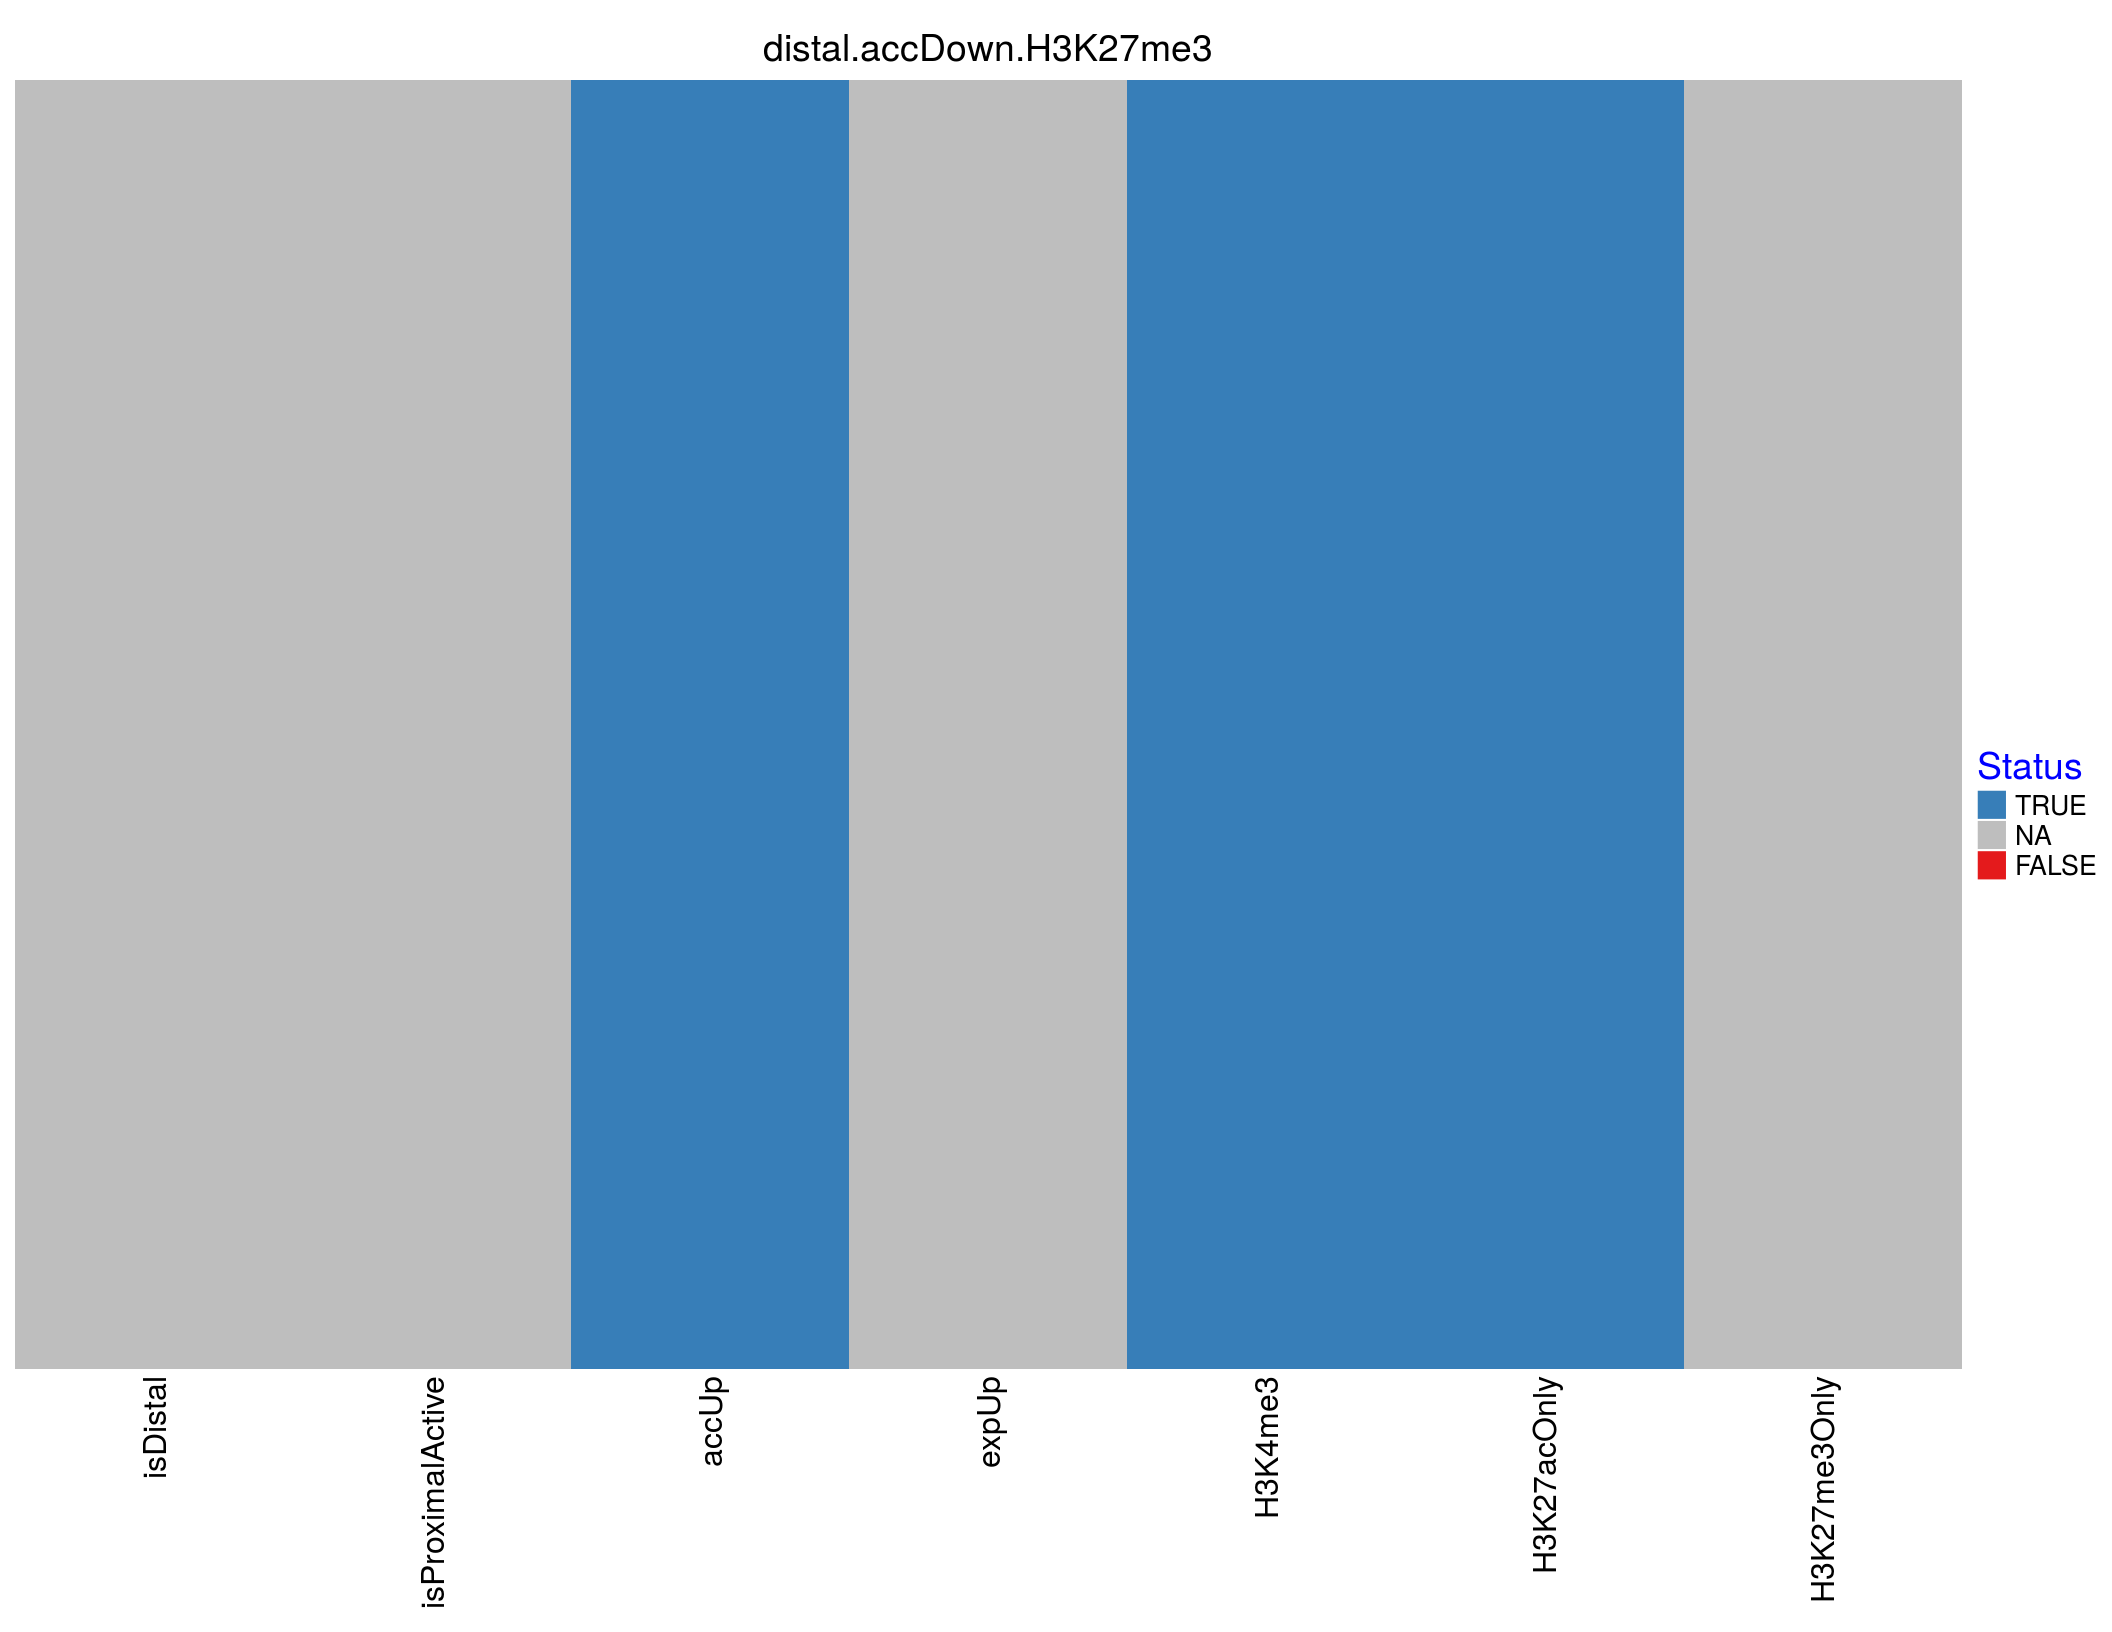 distal.accDown.H3K27me3
Status
TRUE
NA
FALSE
isDistal
isProximalActive
accUp
expUp
H3K4me3
H3K27acOnly
H3K27me3Only